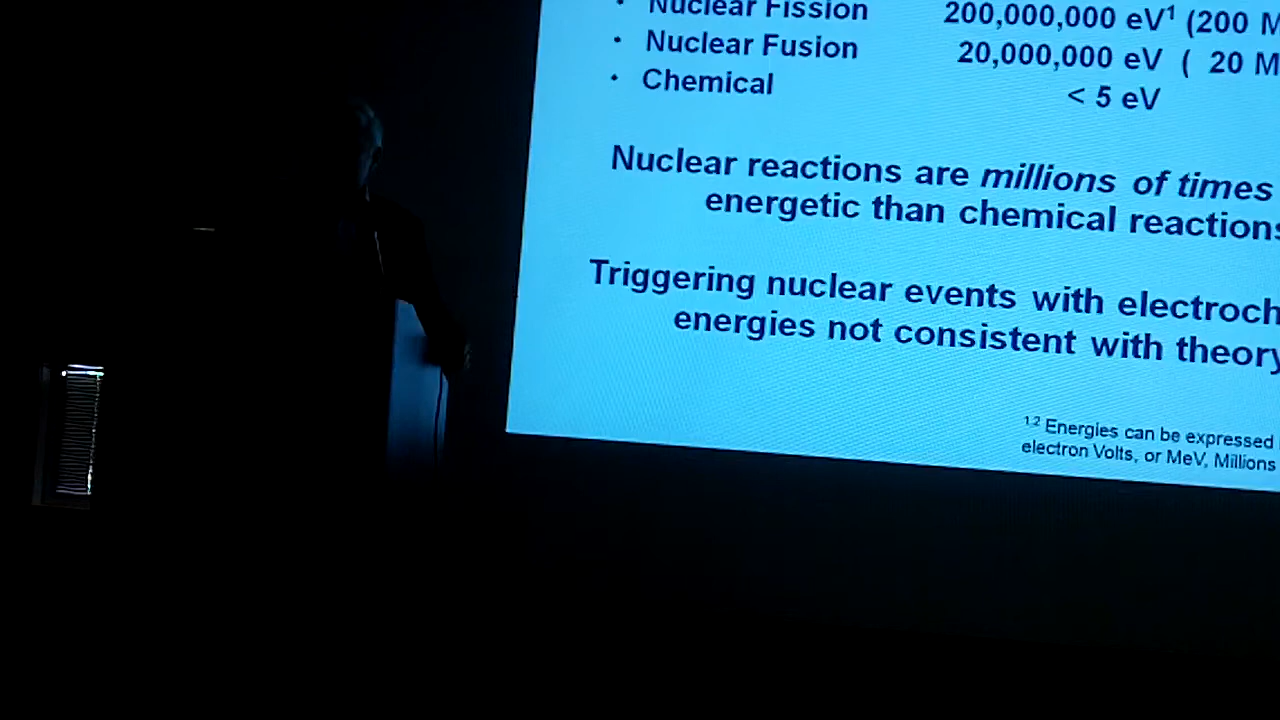 • Nuclear Fission 200,000,000 eV¹ (200 M
• Nuclear Fusion 20,000,000 eV ( 20 M
• Chemical < 5 eV
Nuclear reactions are millions of times
energetic than chemical reactions
Triggering nuclear events with electroch
energies not consistent with theory
¹,² Energies can be expressed
electron Volts, or MeV, Millions